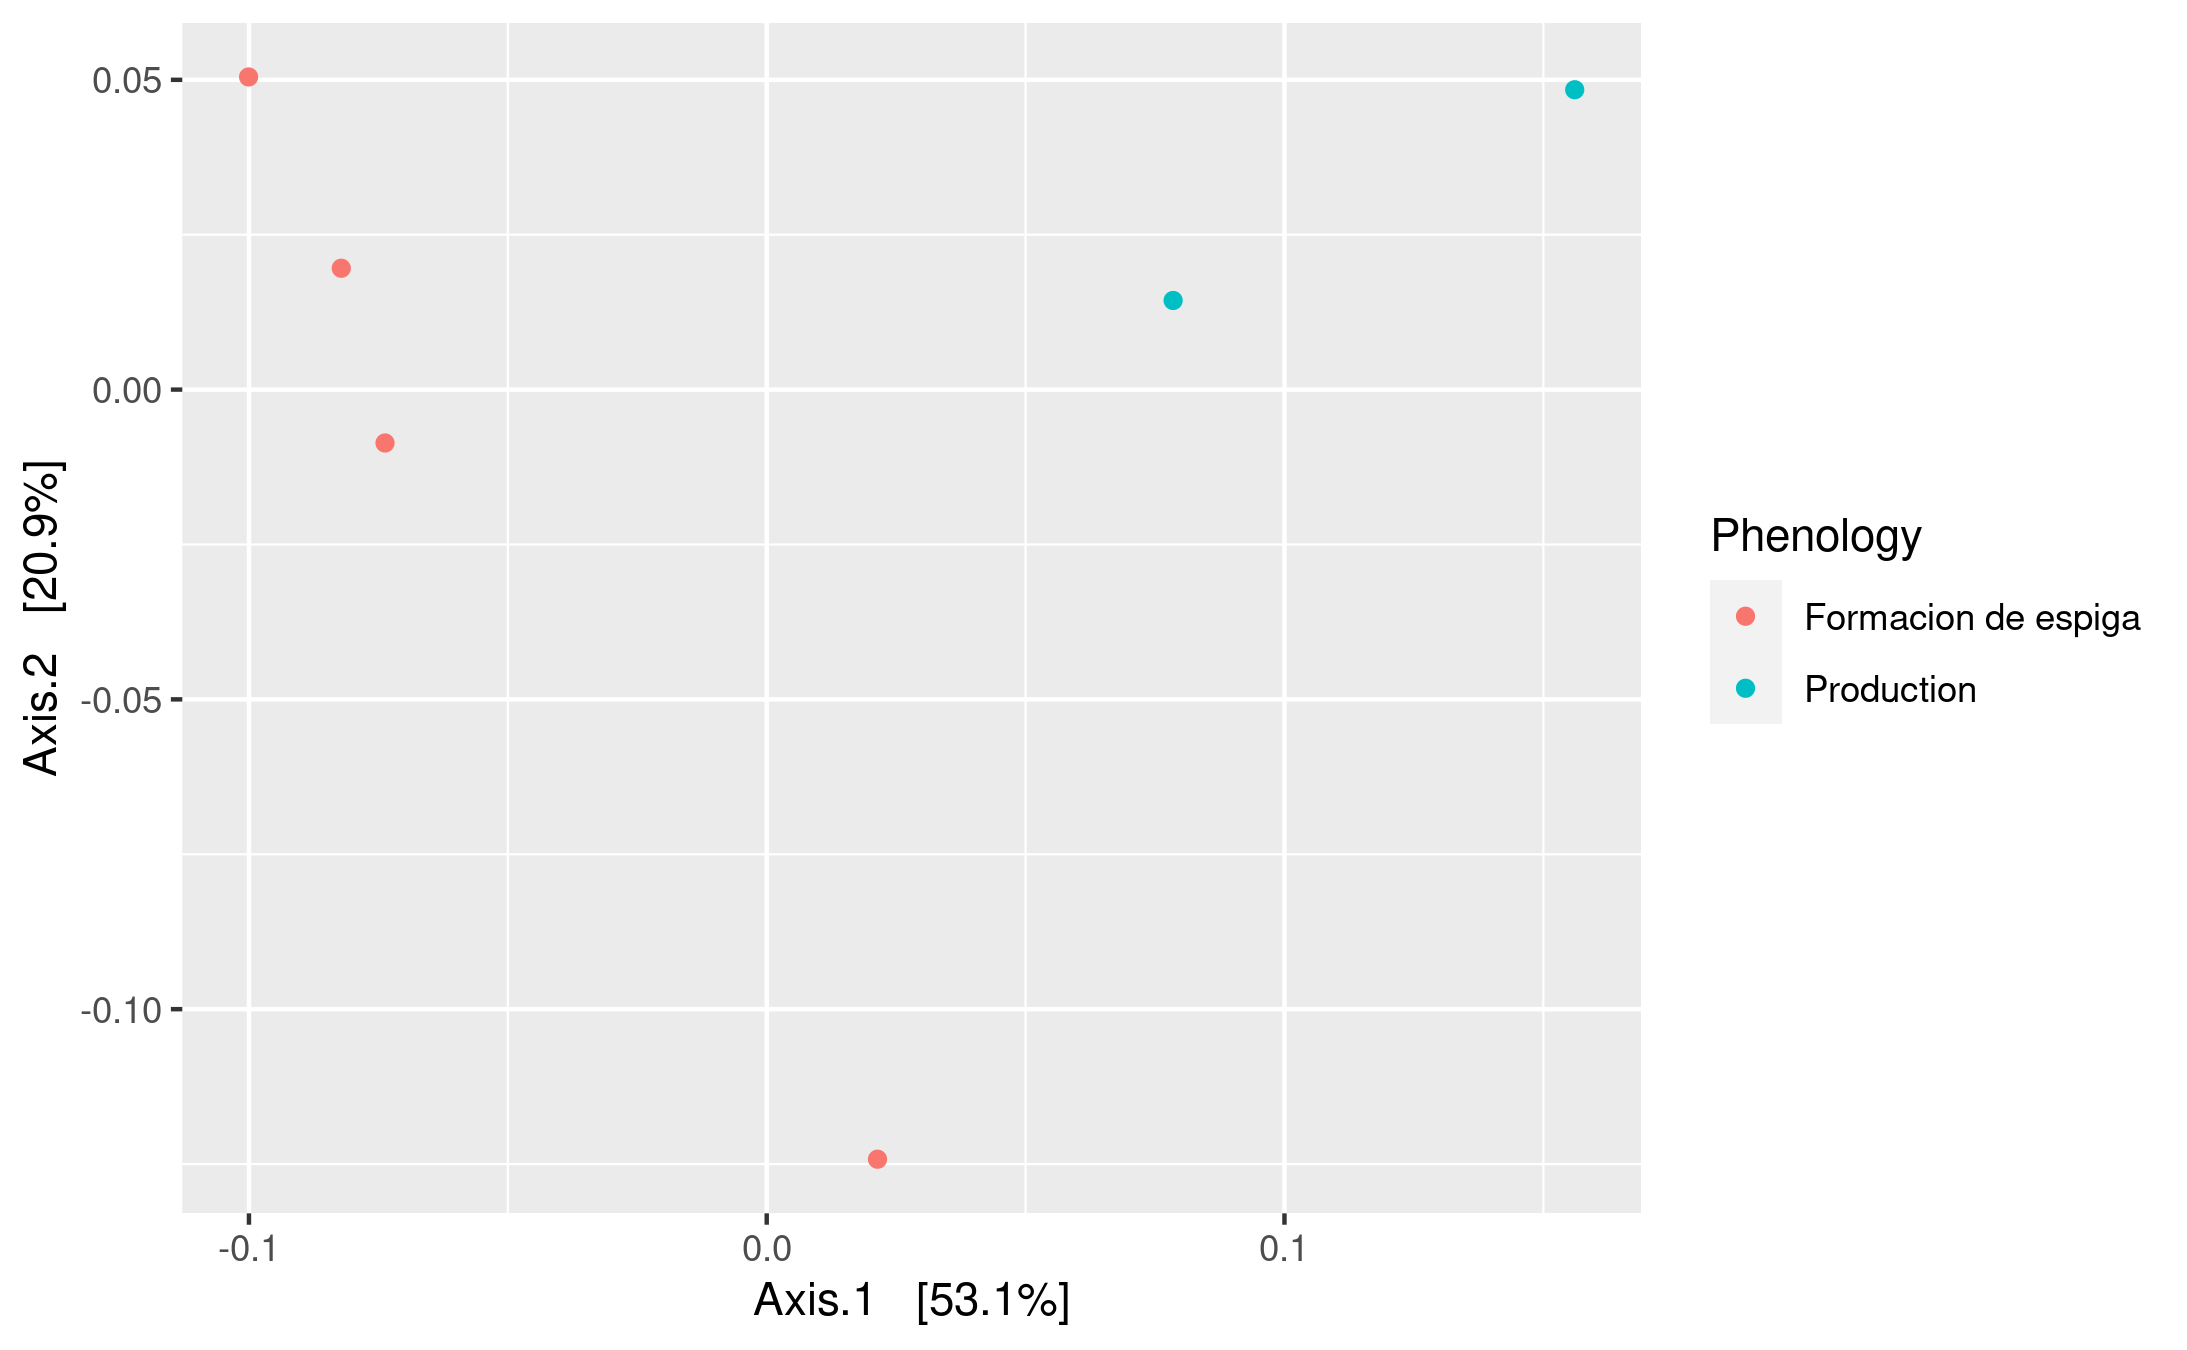 0.05
0.00
-0.05
-0.10
Axis.2 [20.9%]
-0.1
0.0
0.1
Axis.1 [53.1%]
Phenology
Formacion de espiga
Production